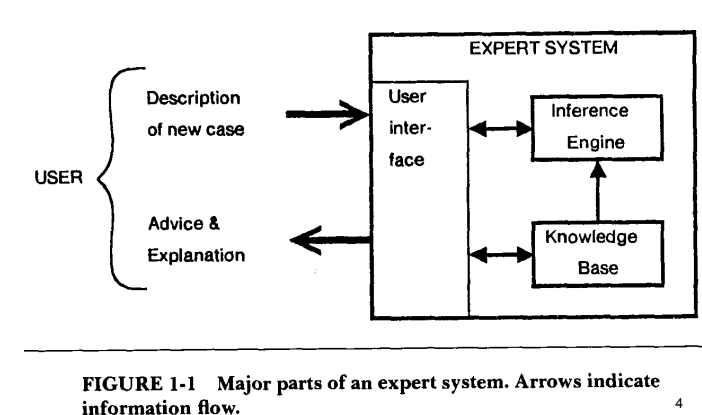 EXPERT SYSTEM
USER
Description
of new case
Advice &
Explanation
User
inter-
face
Inference
Engine
Knowledge
Base
FIGURE 1-1 Major parts of an expert system. Arrows indicate
information flow.
4